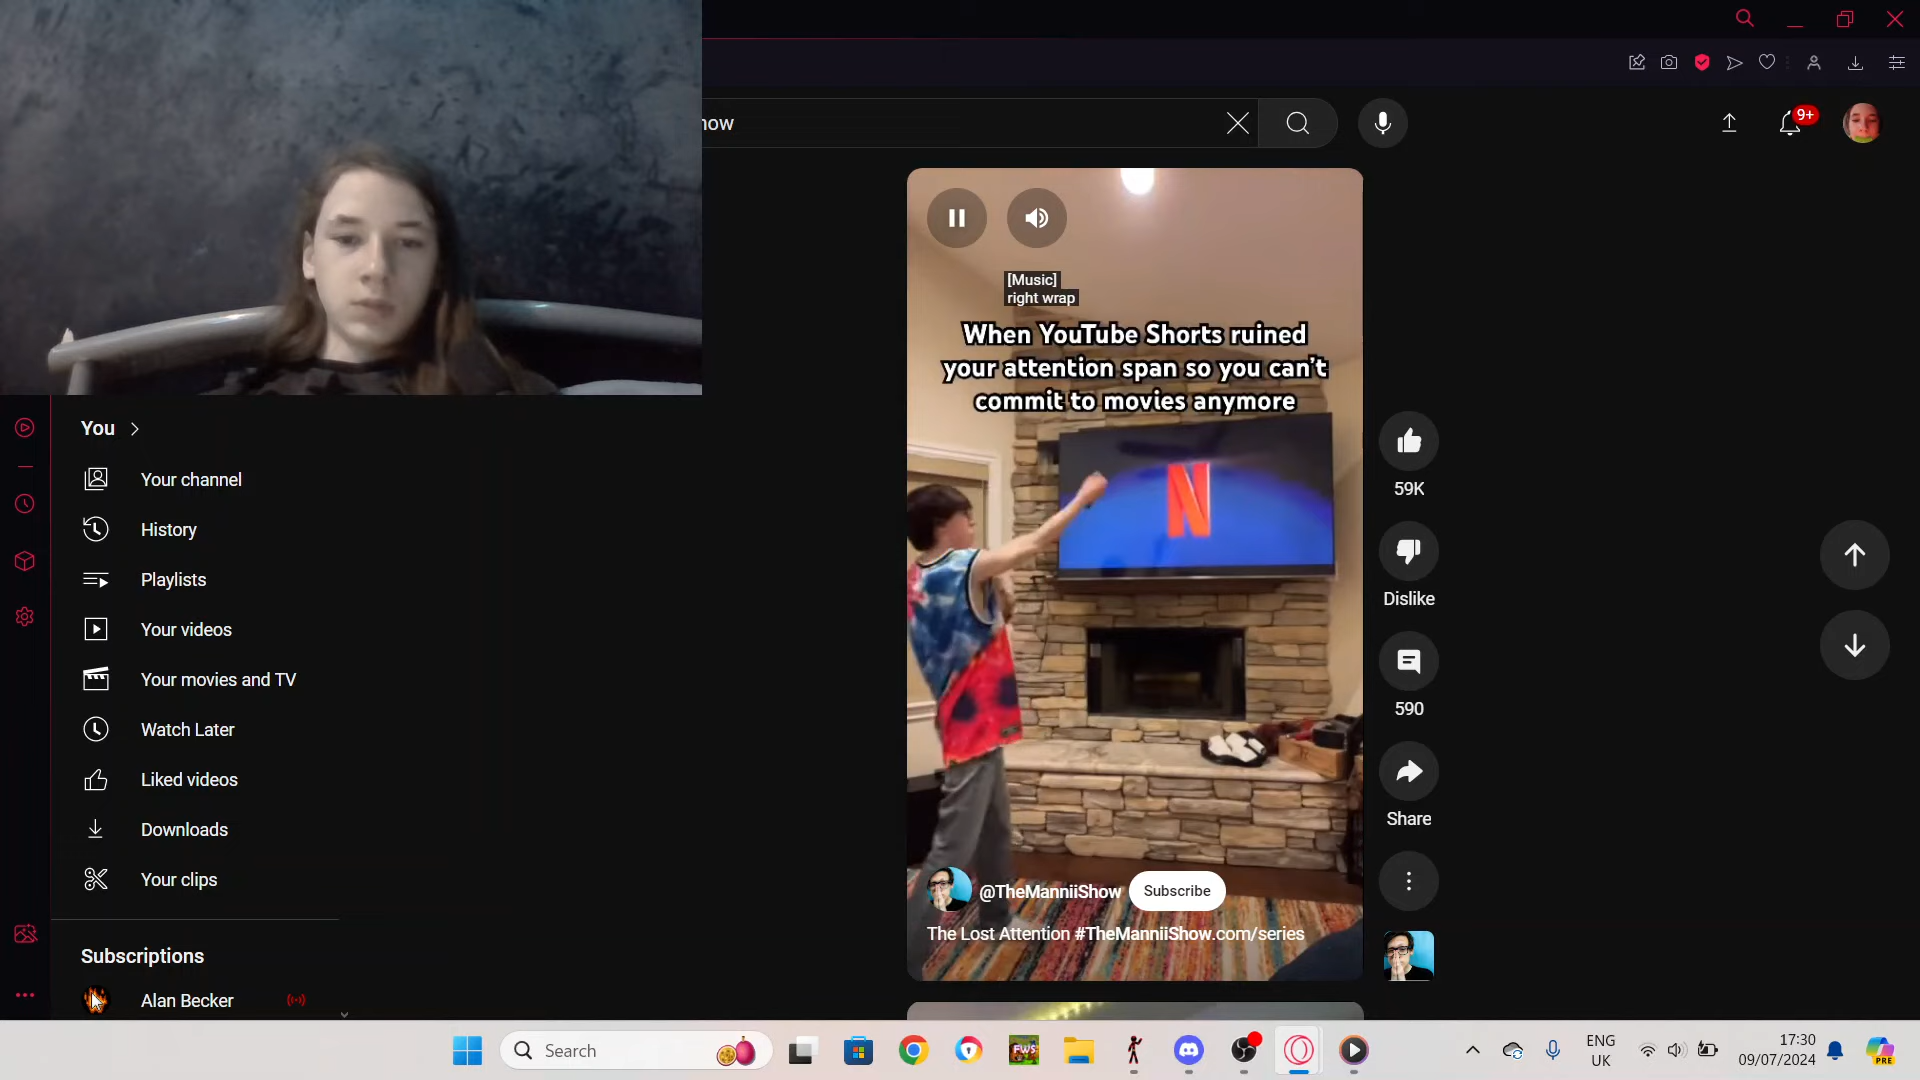 how
9+
[Music]
right wrap
When YouTube Shorts ruined
your attention span so you can't
commit to movies anymore
N
59K
Dislike
590
Share
@TheManniiShow
Subscribe
The Lost Attention #TheManniiShow.com/series
You
Your channel
History
Playlists
Your videos
Your movies and TV
Watch Later
Liked videos
Downloads
Your clips
Subscriptions
Alan Becker
Search
FWS
ENG
UK
17:30
09/07/2024
PRE